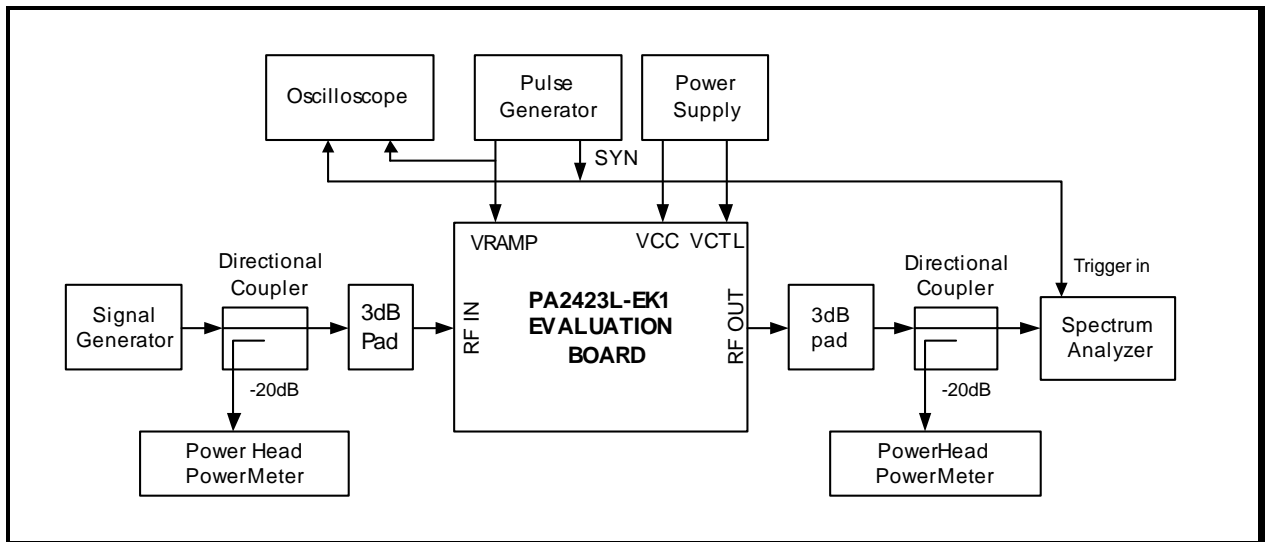 Oscilloscope
Pulse
Generator
Power
Supply
SYN
VRAMP
VCC
VCTL
Trigger in
Directional
Coupler
Directional
Coupler
Signal
Generator
3dB
Pad
RF IN
PA2423L-EK1
EVALUATION
BOARD
RF OUT
3dB
pad
Spectrum
Analyzer
-20dB
-20dB
Power Head
PowerMeter
PowerHead
PowerMeter